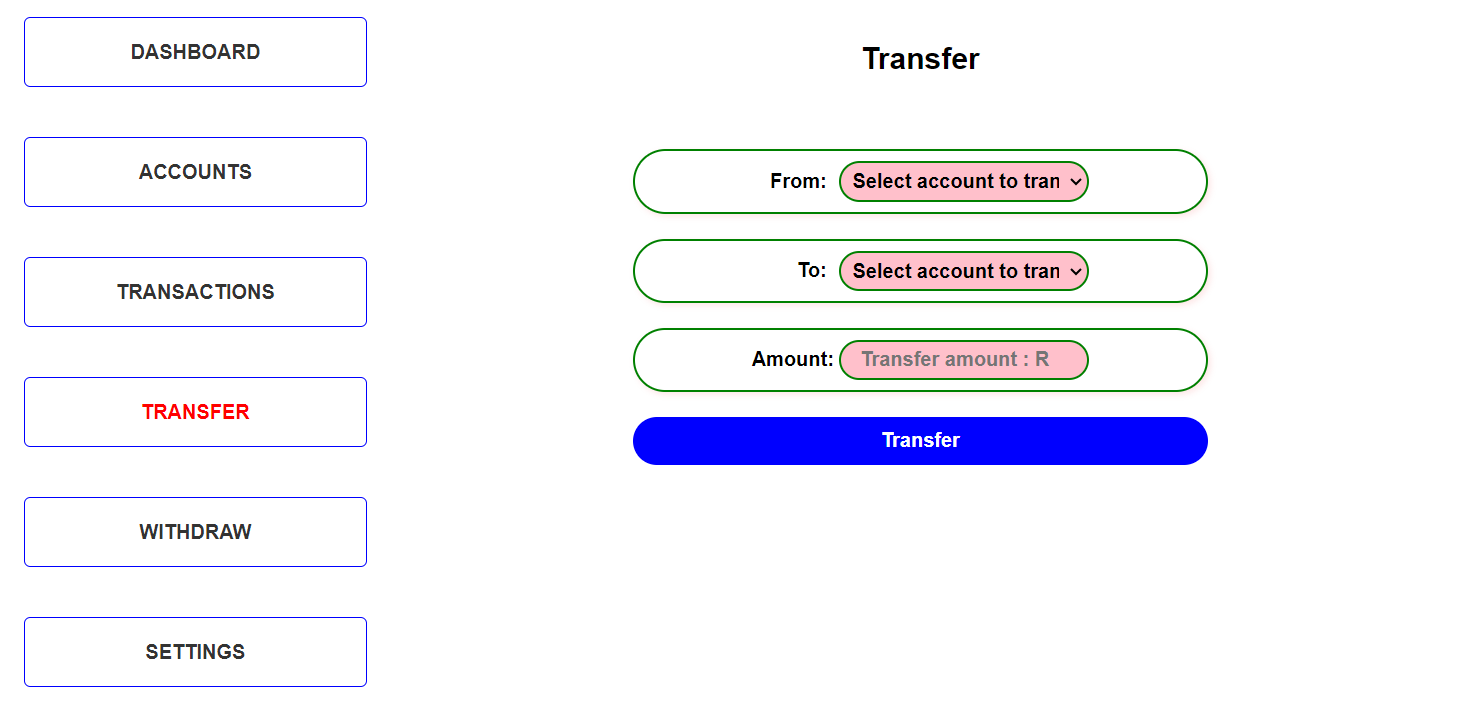 DASHBOARD
ACCOUNTS
TRANSACTIONS
TRANSFER
WITHDRAW
SETTINGS
Transfer
From: Select account to tran
To: Select account to tran
Amount: Transfer amount : R
Transfer